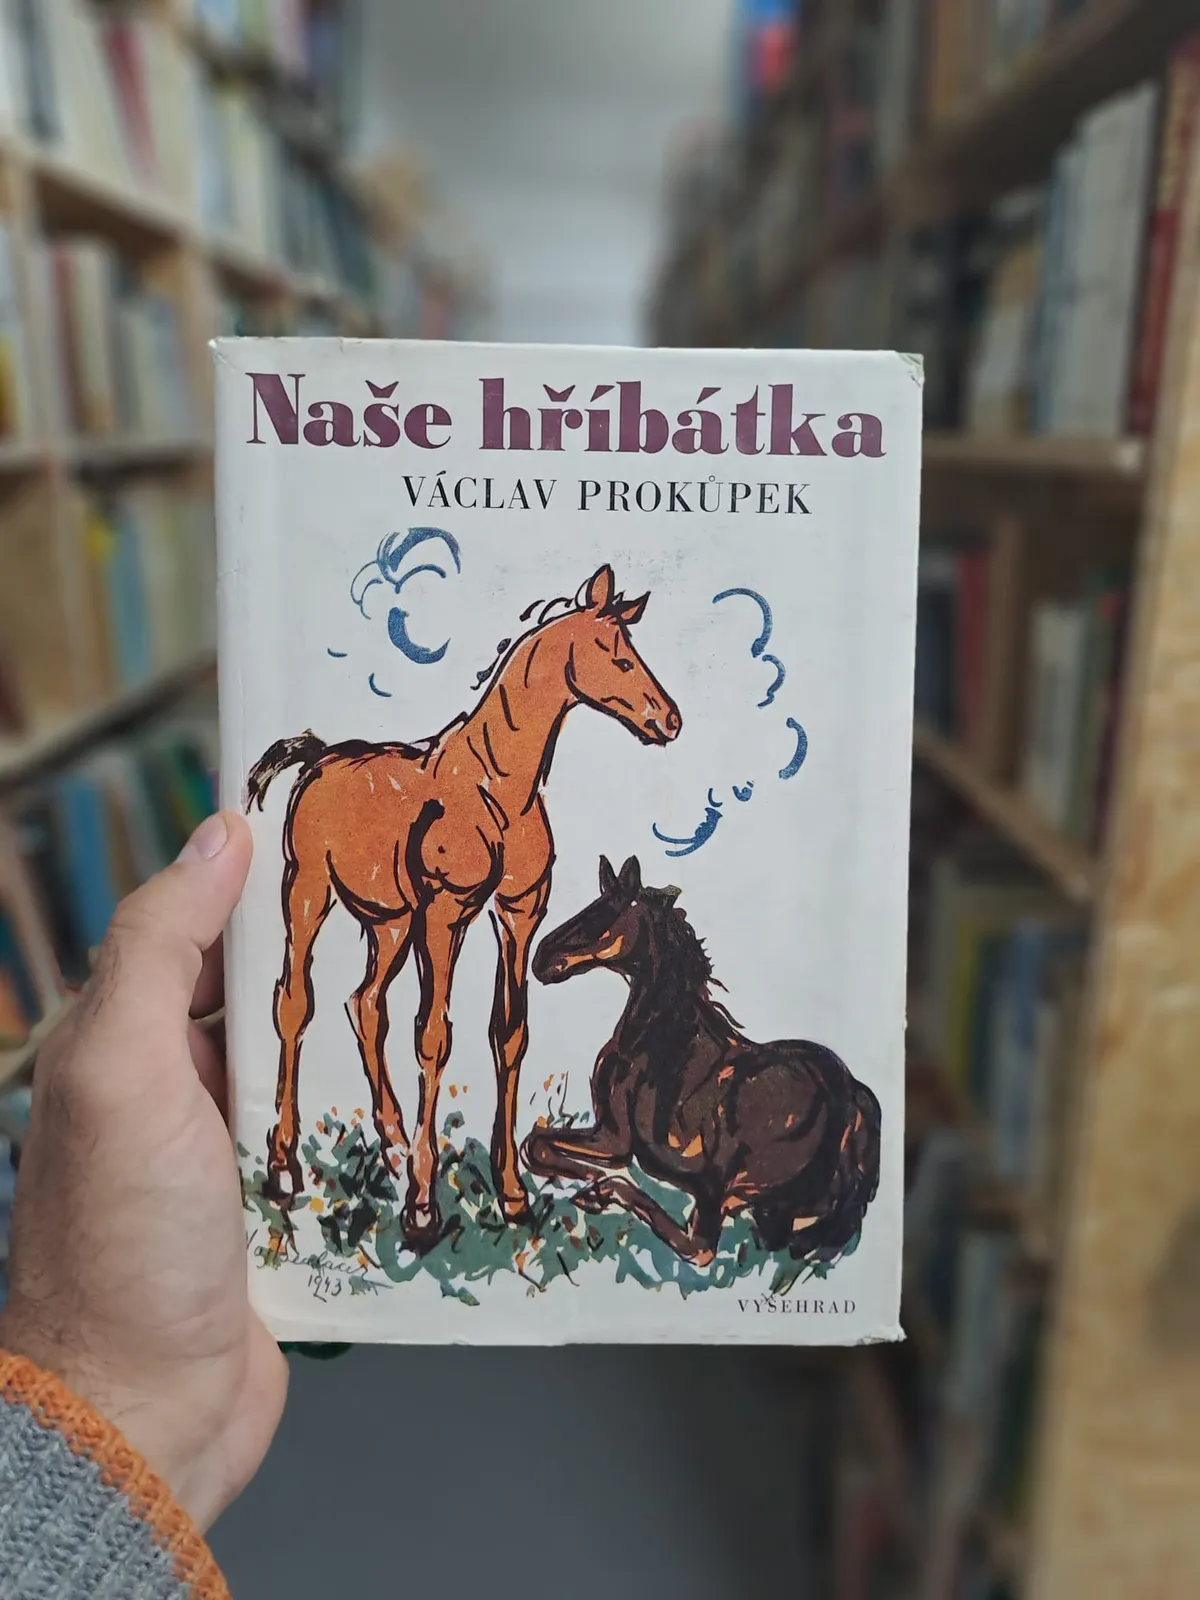 Naše hříbátka
VÁCLAV PROKŮPEK
1943
VYŠEHRAD